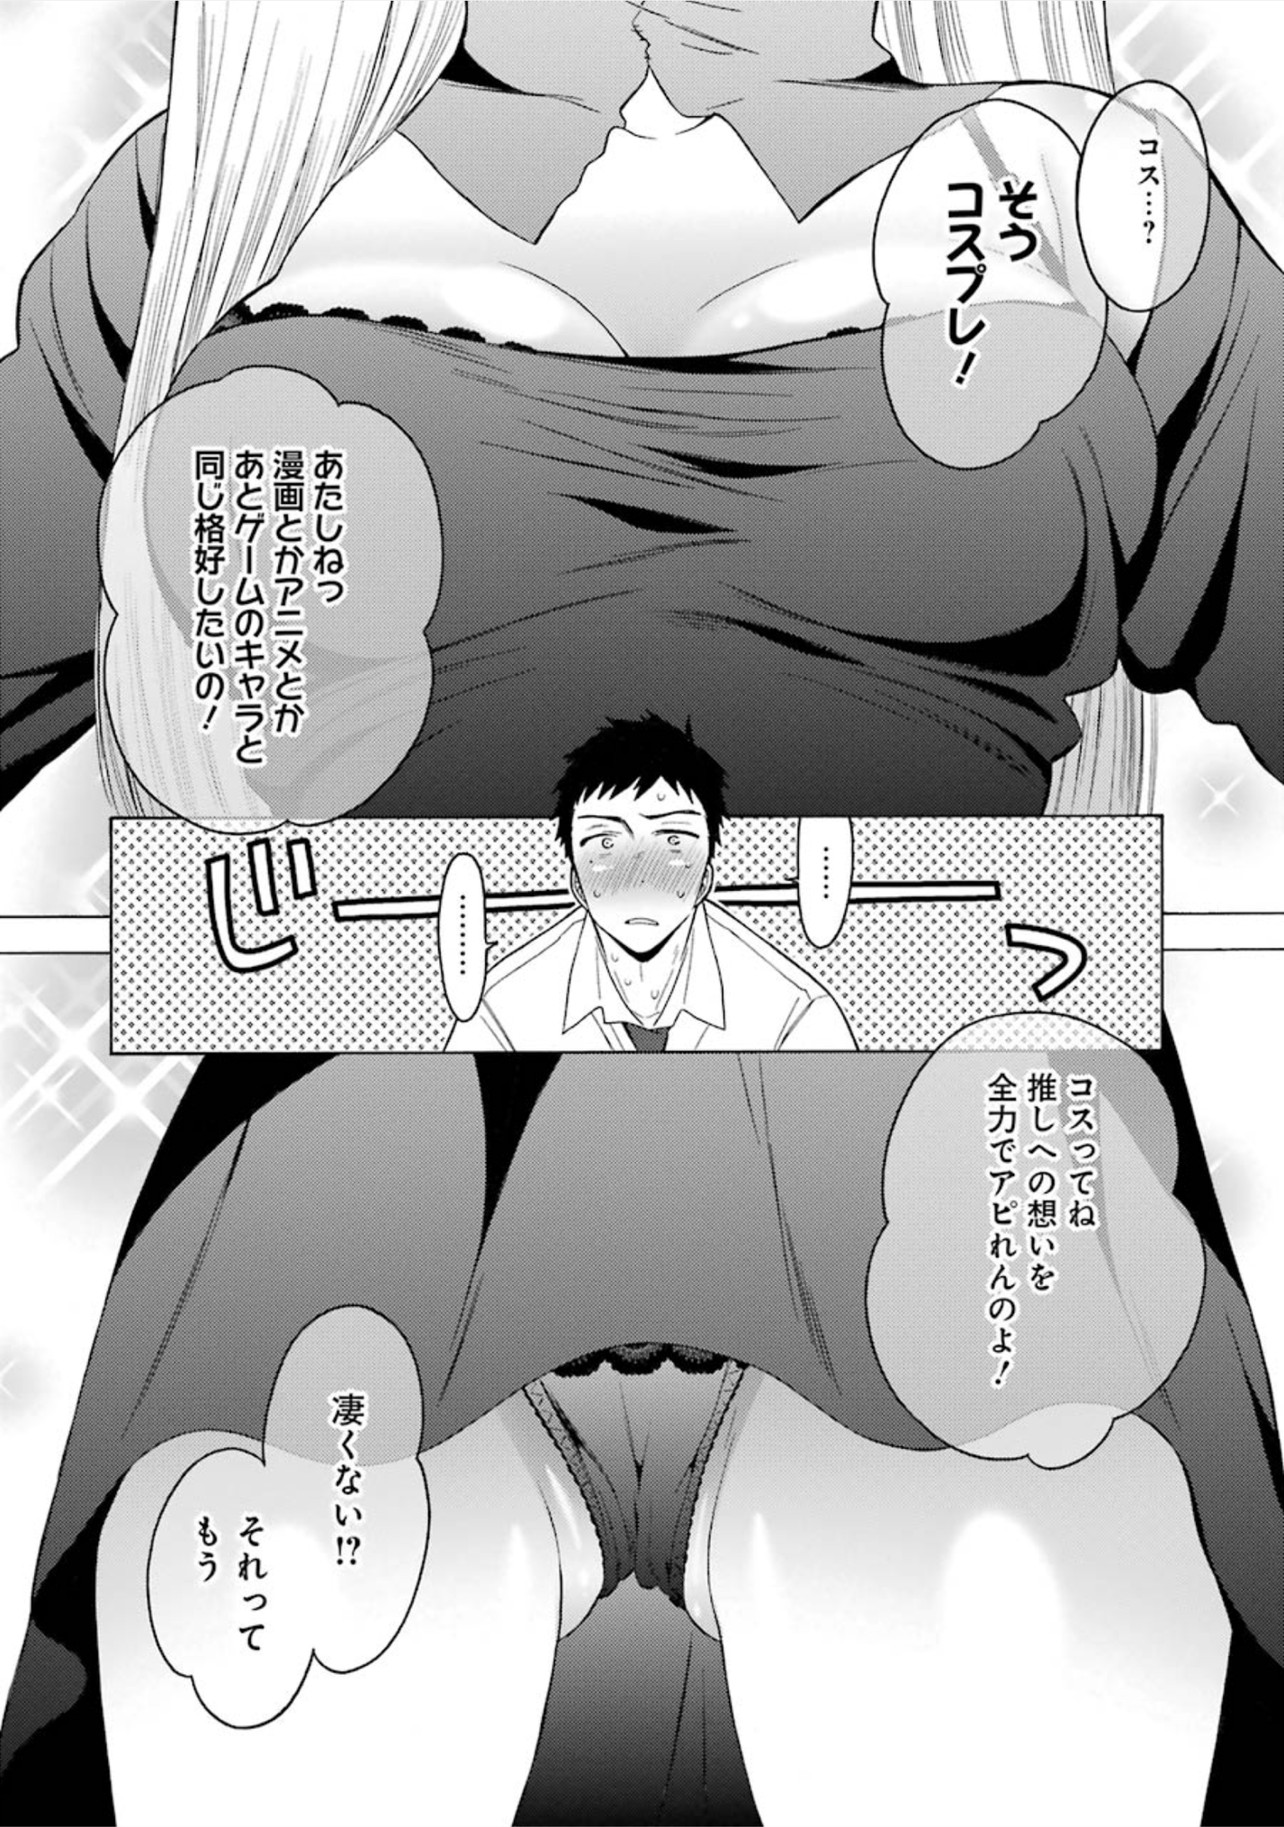 コス…?
そう
コスプレ!
あたしねっ
漫画とかアニメとか
あとゲームのキャラと
同じ格好したいの!
………
………
じーっ
コスってね
推しへの想いを
全力でアピれんのよ!
凄くない!?
それって
もう